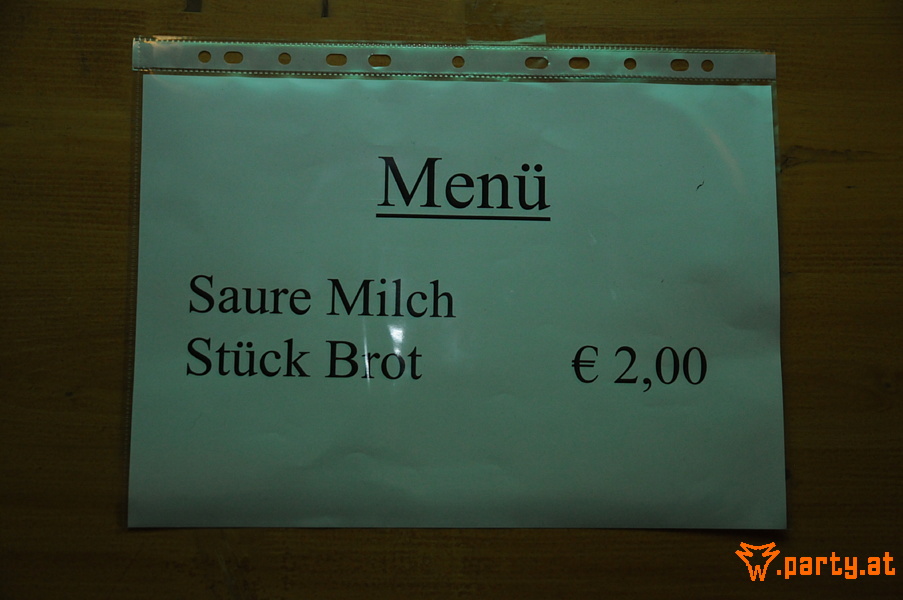 Menü
Saure Milch
Stück Brot € 2,00
w.party.at